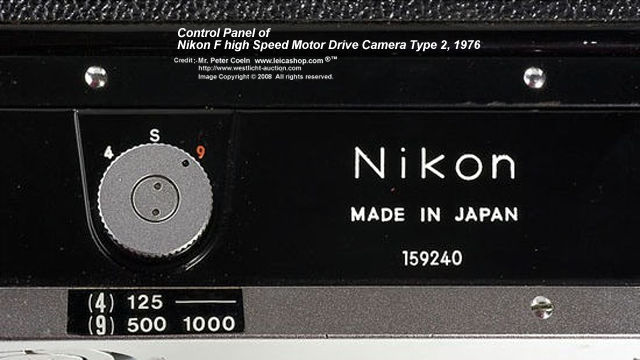 Control Panel of
Nikon F high Speed Motor Drive Camera Type 2, 1976
Credit :- Mr. Peter Coeln www.leicashop.com ®™
http://www.westlicht-auction.com
Image Copyright © 2008 All rights reserved.
S
4 9
Nikon
MADE IN JAPAN
159240
(4) 125 ——
(9) 500 1000